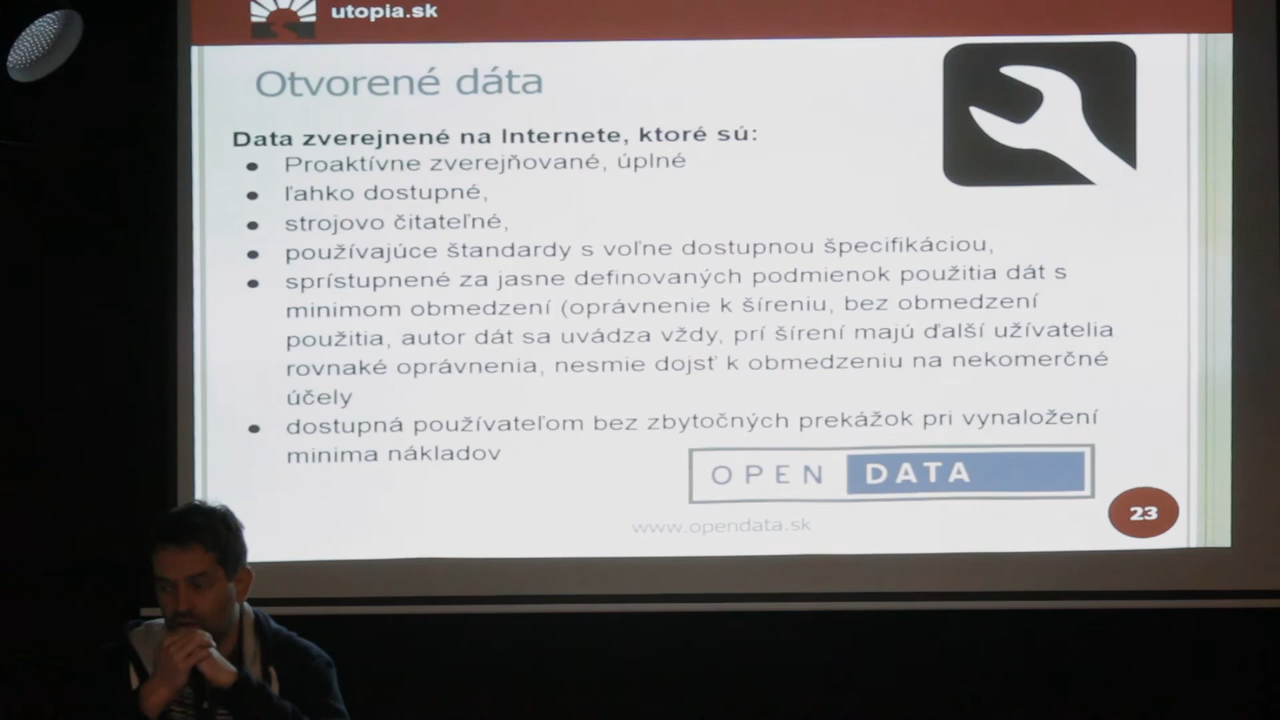 utopia.sk
Otvorené dáta
Data zverejnené na Internete, ktoré sú:
● Proaktívne zverejňované, úplné
● ľahko dostupné,
● strojovo čitateľné,
● používajúce štandardy s voľne dostupnou špecifikáciou,
● sprístupnené za jasne definovaných podmienok použitia dát s
minimom obmedzení (oprávnenie k šíreniu, bez obmedzení
použitia, autor dát sa uvádza vždy, prí šírení majú ďalší užívatelia
rovnaké oprávnenia, nesmie dojsť k obmedzeniu na nekomerčné
účely
● dostupná používateľom bez zbytočných prekážok pri vynaložení
minima nákladov
OPEN DATA
www.opendata.sk
23